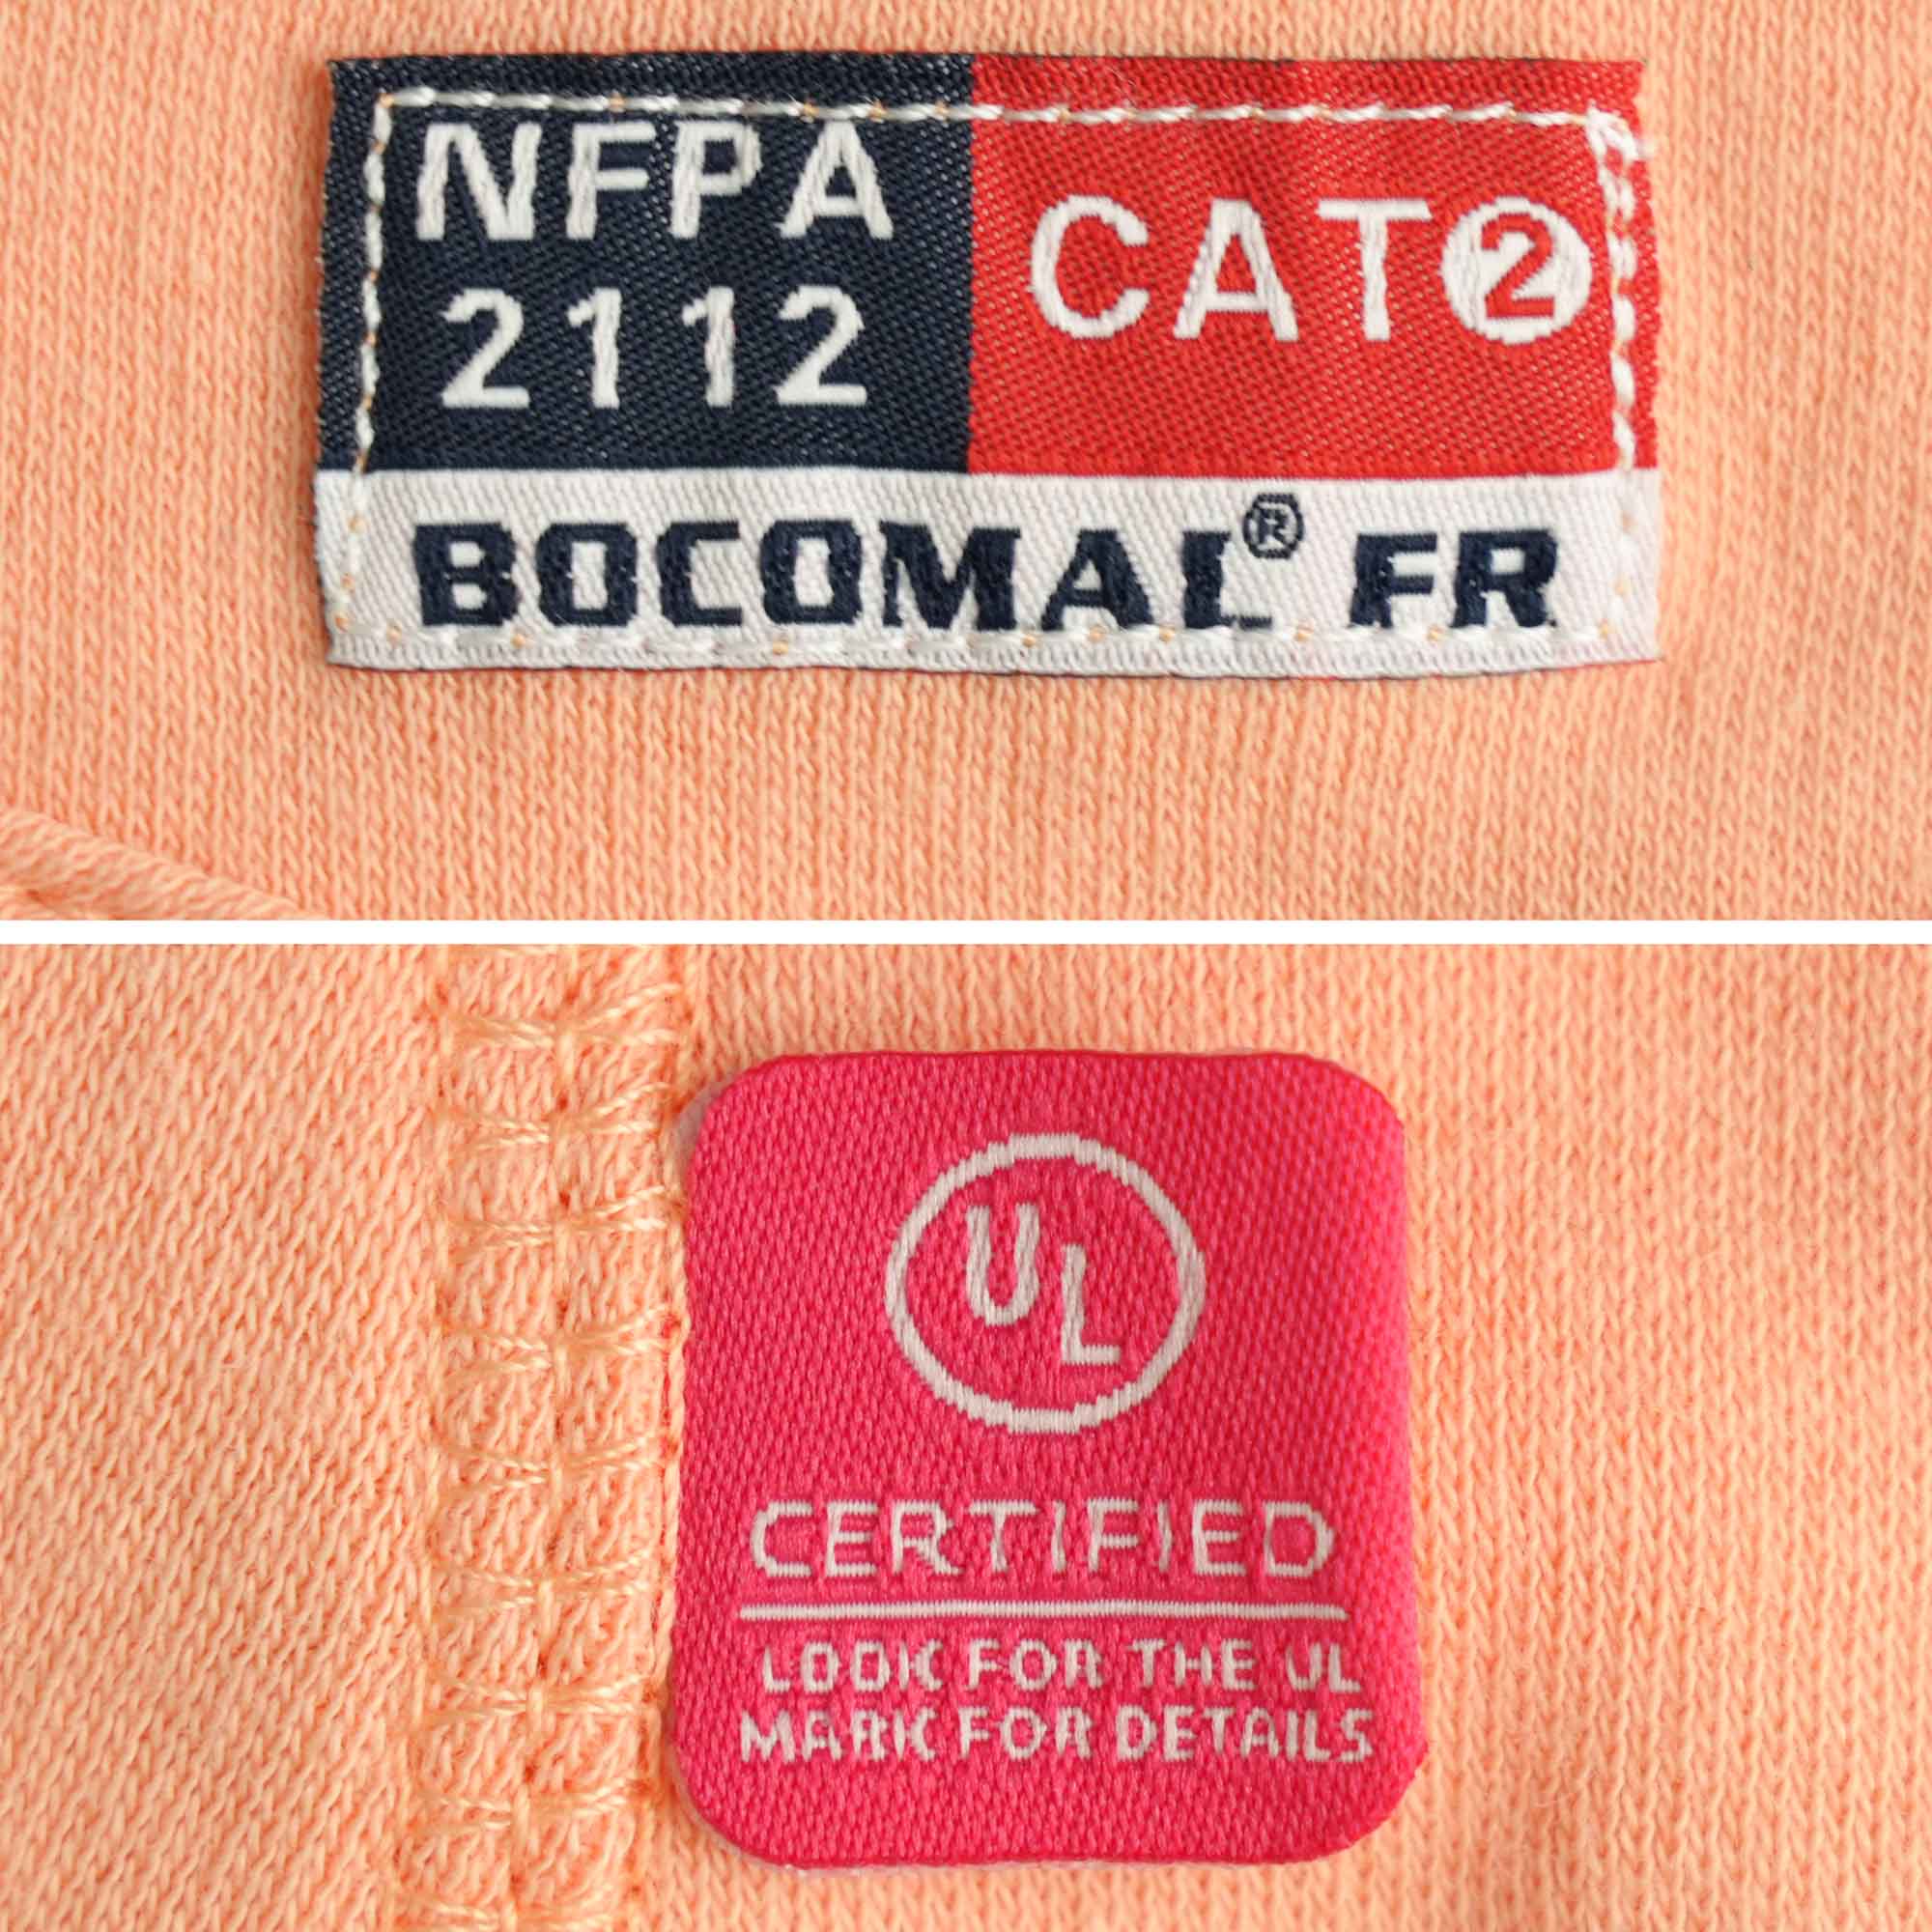 NFPA
2112
CAT2
BOCOMAL® FR
UL
CERTIFIED
LOOK FOR THE UL
MARK FOR DETAILS